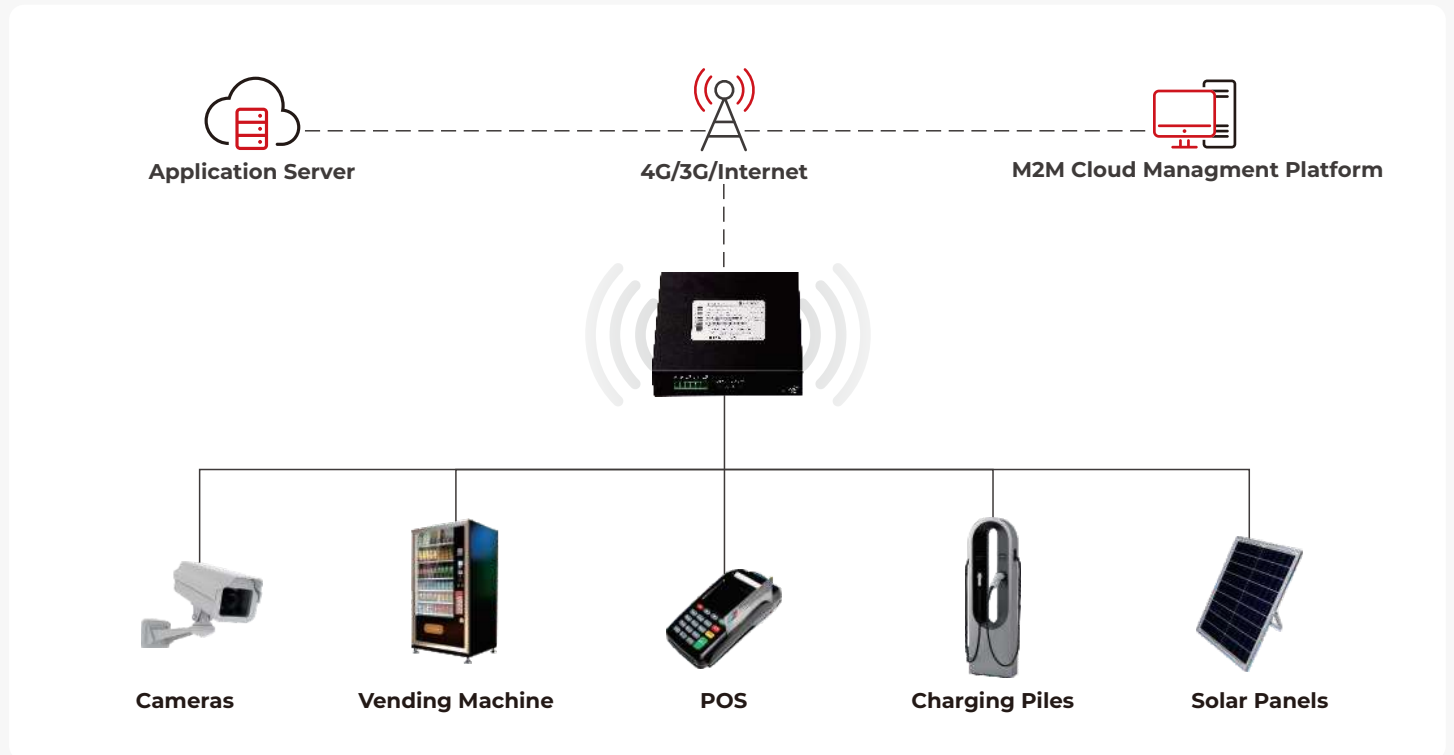 Application Server
4G/3G/Internet
M2M Cloud Managment Platform
Cameras
Vending Machine
POS
Charging Piles
Solar Panels